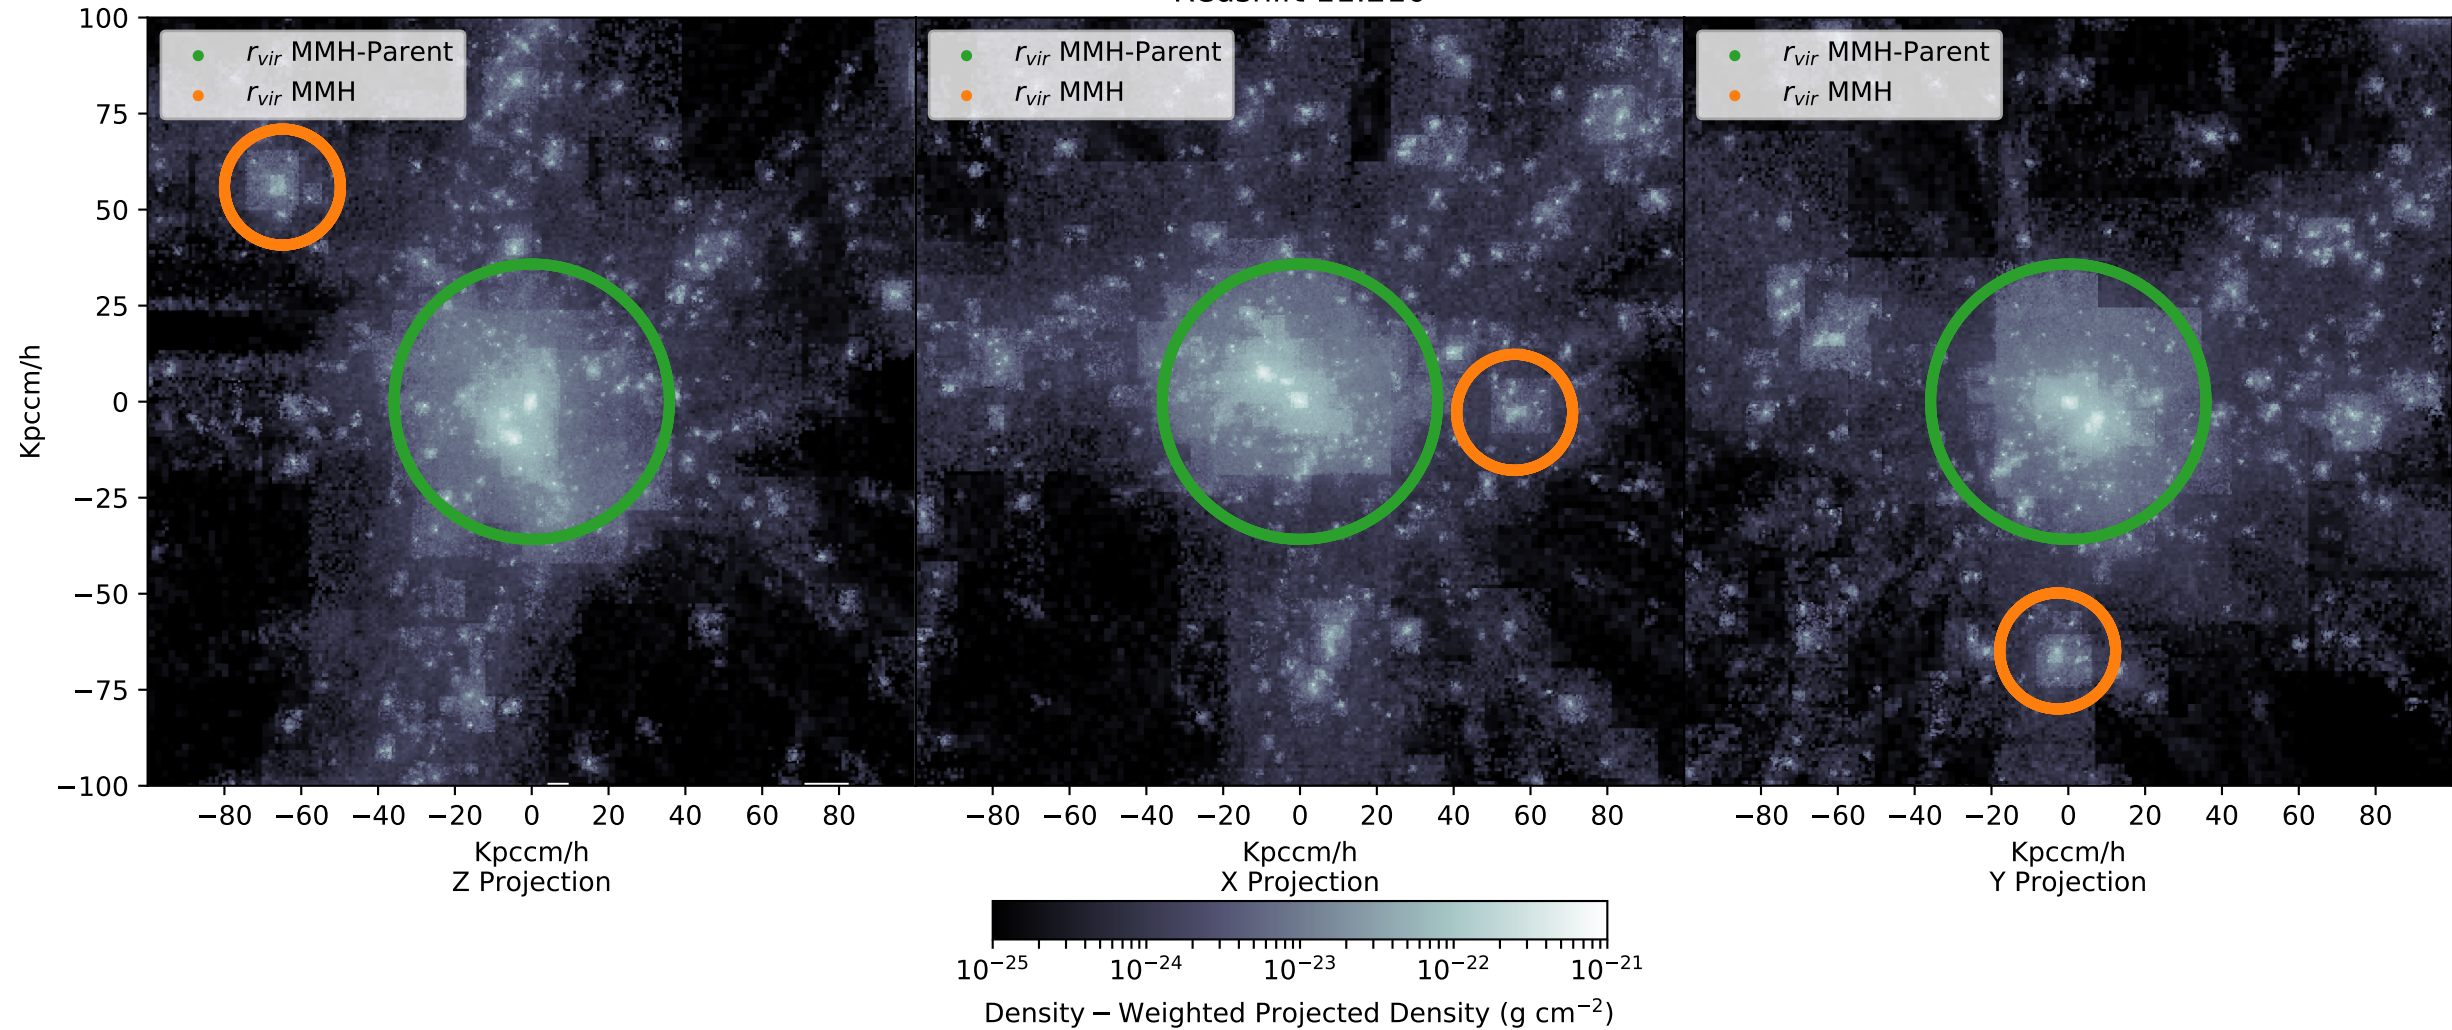 100
75
50
25
0
−25
−50
−75
−100
Kpccm/h
r_vir MMH-Parent
r_vir MMH
r_vir MMH-Parent
r_vir MMH
r_vir MMH-Parent
r_vir MMH
−80 −60 −40 −20 0 20 40 60 80
−80 −60 −40 −20 0 20 40 60 80
−80 −60 −40 −20 0 20 40 60 80
Kpccm/h
Z Projection
Kpccm/h
X Projection
Kpccm/h
Y Projection
10⁻²⁵ 10⁻²⁴ 10⁻²³ 10⁻²² 10⁻²¹
Density − Weighted Projected Density (g cm⁻²)